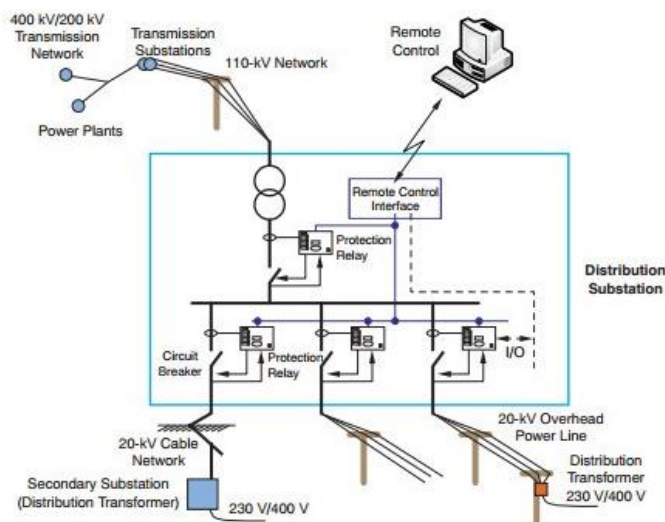 400 kV/200 kV
Transmission
Network
Transmission
Substations
110-kV Network
Remote
Control
Power Plants
Remote Control
Interface
Protection
Relay
Distribution
Substation
Circuit
Breaker
Protection
Relay
I/O
20-kV Cable
Network
20-kV Overhead
Power Line
Secondary Substation
(Distribution Transformer)
230 V/400 V
Distribution
Transformer
230 V/400 V